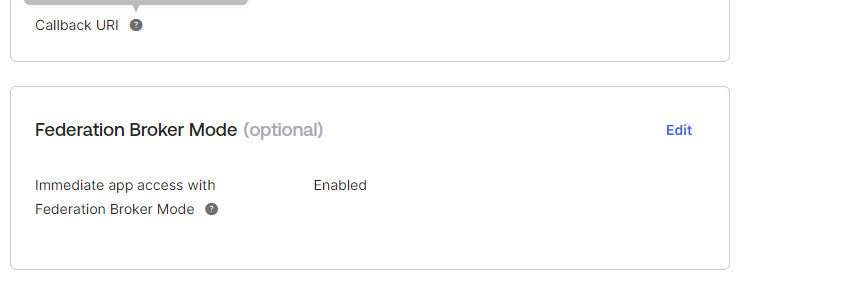 Callback URI ?
Federation Broker Mode (optional) Edit
Immediate app access with Enabled
Federation Broker Mode ?